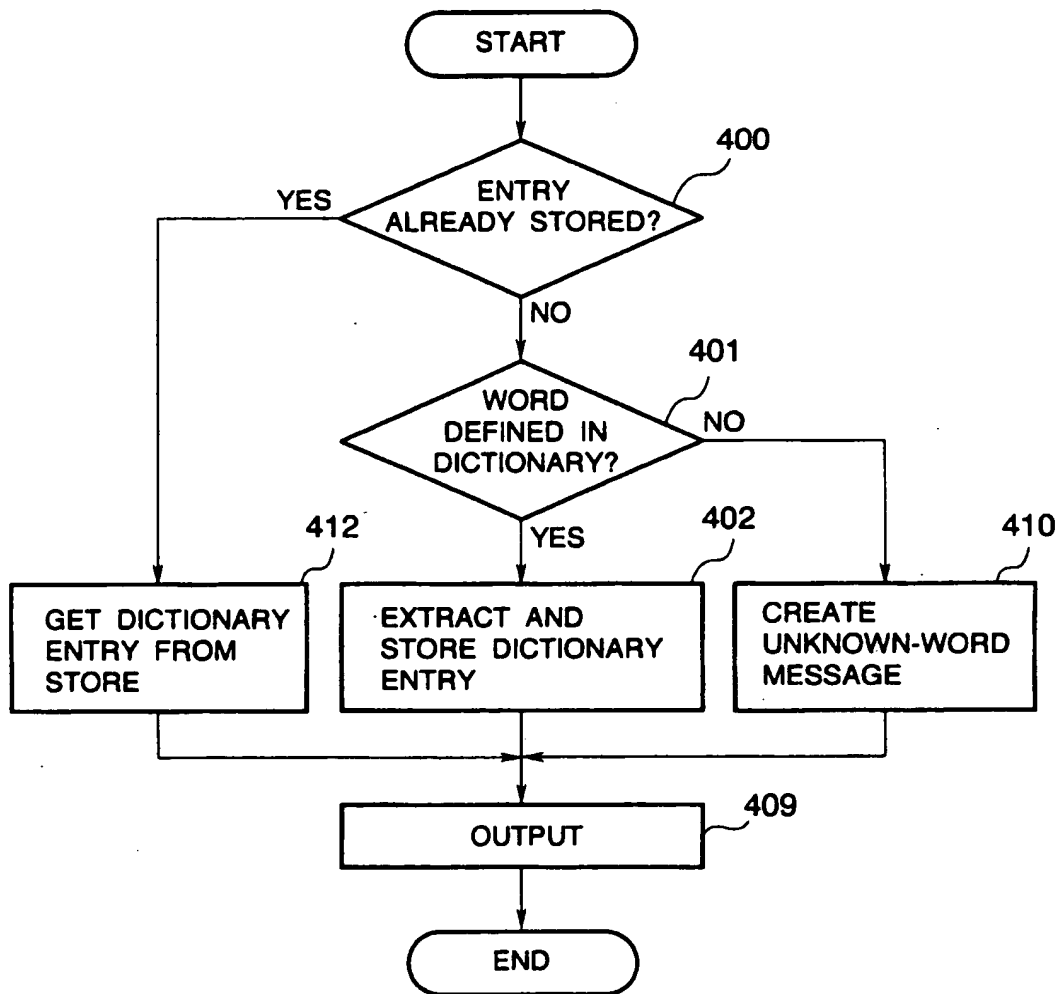 START
400
ENTRY
ALREADY STORED?
YES
NO
401
WORD
DEFINED IN
DICTIONARY?
NO
YES
412
GET DICTIONARY
ENTRY FROM
STORE
402
EXTRACT AND
STORE DICTIONARY
ENTRY
410
CREATE
UNKNOWN-WORD
MESSAGE
409
OUTPUT
END